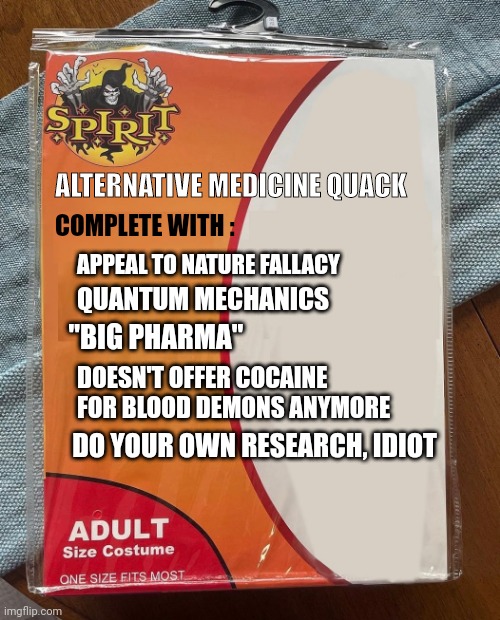 SPIRIT
ALTERNATIVE MEDICINE QUACK
COMPLETE WITH :
APPEAL TO NATURE FALLACY
QUANTUM MECHANICS
"BIG PHARMA"
DOESN'T OFFER COCAINE
FOR BLOOD DEMONS ANYMORE
DO YOUR OWN RESEARCH, IDIOT
ADULT
Size Costume
ONE SIZE FITS MOST
imgflip.com